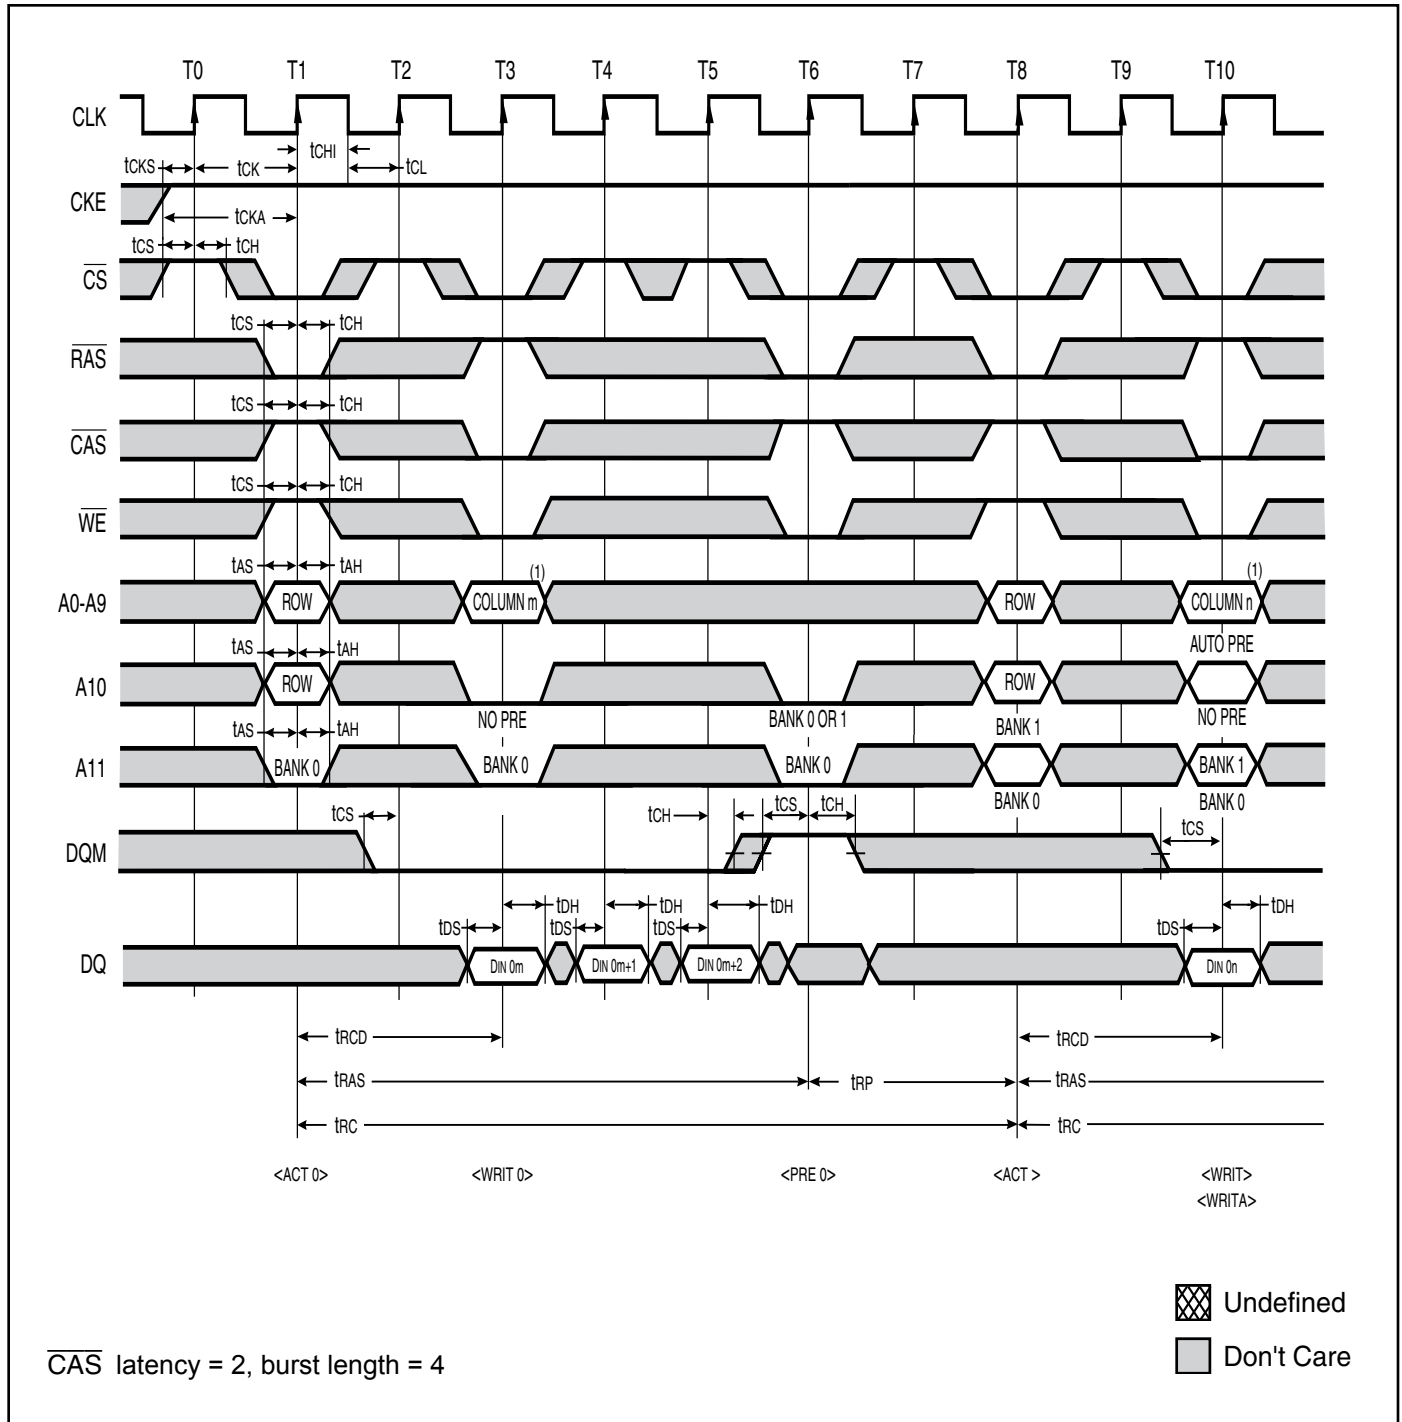 T0 T1 T2 T3 T4 T5 T6 T7 T8 T9 T10
CLK
tCHI
tCKS tCK tCL
CKE
tCKA
tCS tCH
CS
tCS tCH
RAS
tCS tCH
CAS
tCS tCH
WE
tAS tAH (1) (1)
A0-A9 ROW COLUMN m ROW COLUMN n
tAS tAH AUTO PRE
A10 ROW ROW
NO PRE BANK 0 OR 1 BANK 1 NO PRE
tAS tAH
A11 BANK 0 BANK 0 BANK 0 BANK 1
BANK 0 BANK 0
tCS tCH tCS tCH tCS
DQM
tDH tDH tDH tDH
tDS tDS tDS tDS
DQ DIN 0m DIN 0m+1 DIN 0m+2 DIN 0n
tRCD tRCD
tRAS tRP tRAS
tRC tRC
<ACT 0> <WRIT 0> <PRE 0> <ACT > <WRIT>
<WRITA>
Undefined
Don't Care
CAS latency = 2, burst length = 4